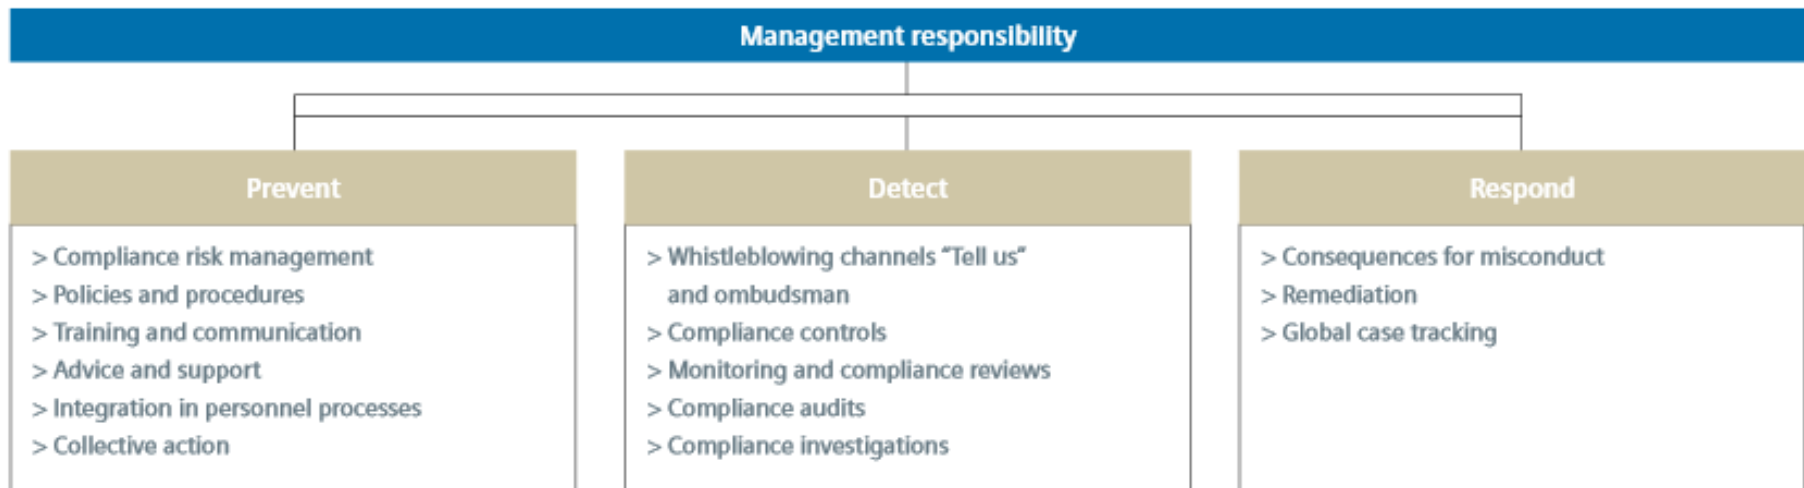 Management responsibility
Prevent
> Compliance risk management
> Policies and procedures
> Training and communication
> Advice and support
> Integration in personnel processes
> Collective action
Detect
> Whistleblowing channels “Tell us”
and ombudsman
> Compliance controls
> Monitoring and compliance reviews
> Compliance audits
> Compliance investigations
Respond
> Consequences for misconduct
> Remediation
> Global case tracking